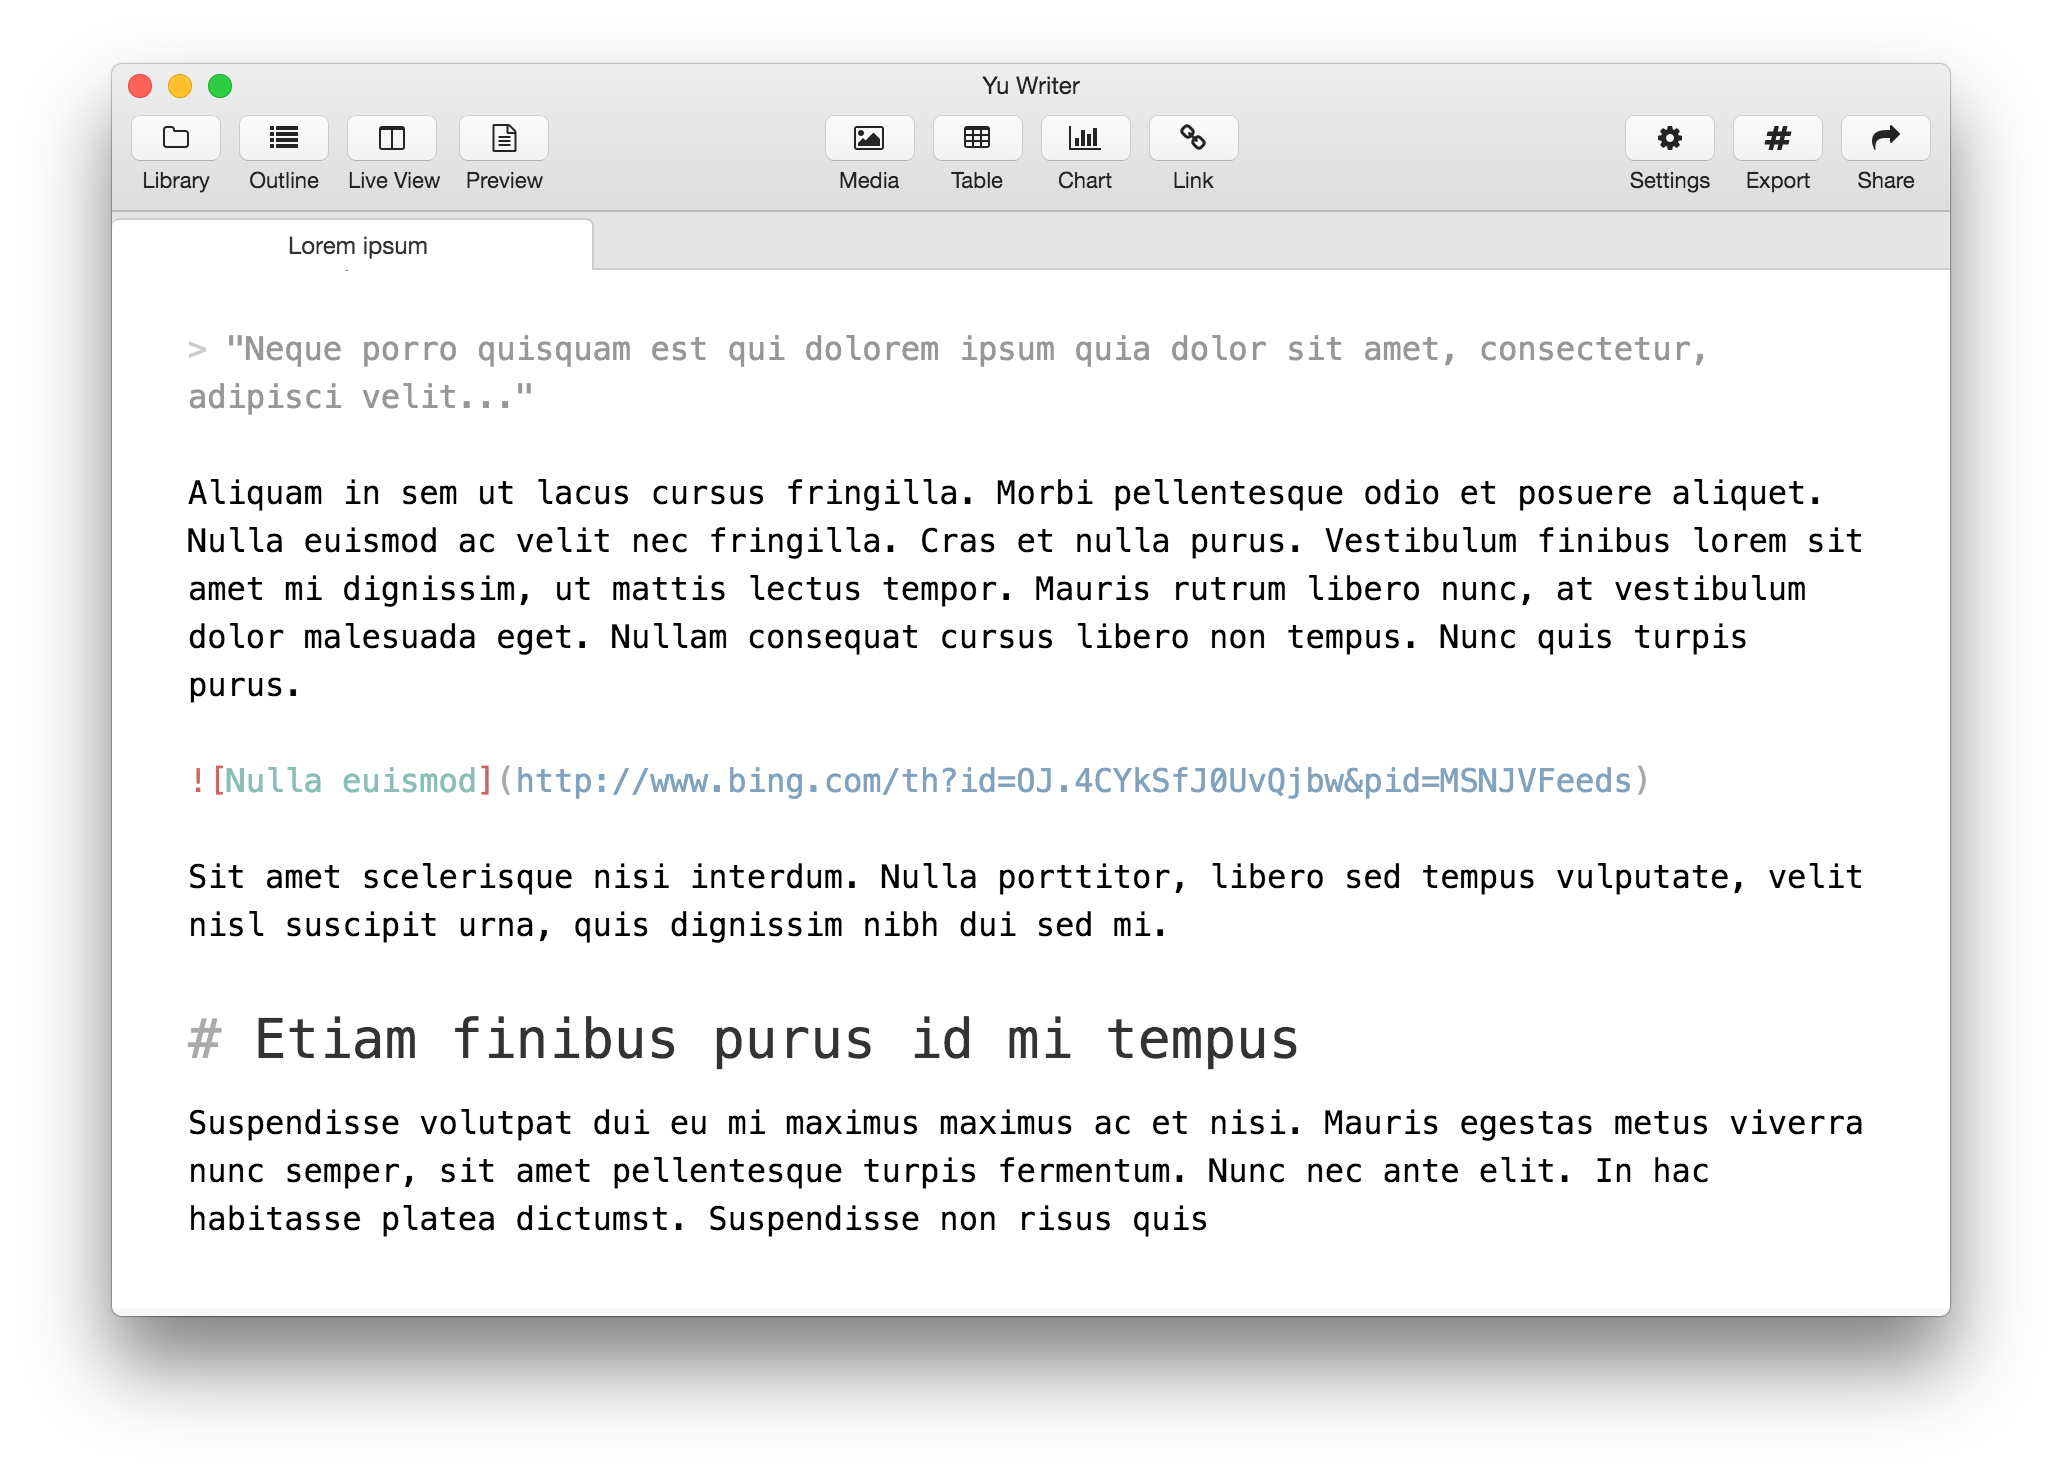 Yu Writer
Library Outline Live View Preview Media Table Chart Link Settings Export Share
Lorem ipsum
> "Neque porro quisquam est qui dolorem ipsum quia dolor sit amet, consectetur,
adipisci velit..."
Aliquam in sem ut lacus cursus fringilla. Morbi pellentesque odio et posuere aliquet.
Nulla euismod ac velit nec fringilla. Cras et nulla purus. Vestibulum finibus lorem sit
amet mi dignissim, ut mattis lectus tempor. Mauris rutrum libero nunc, at vestibulum
dolor malesuada eget. Nullam consequat cursus libero non tempus. Nunc quis turpis
purus.
![Nulla euismod](http://www.bing.com/th?id=OJ.4CYkSfJ0UvQjbw&pid=MSNJVFeeds)
Sit amet scelerisque nisi interdum. Nulla porttitor, libero sed tempus vulputate, velit
nisl suscipit urna, quis dignissim nibh dui sed mi.
# Etiam finibus purus id mi tempus
Suspendisse volutpat dui eu mi maximus maximus ac et nisi. Mauris egestas metus viverra
nunc semper, sit amet pellentesque turpis fermentum. Nunc nec ante elit. In hac
habitasse platea dictumst. Suspendisse non risus quis